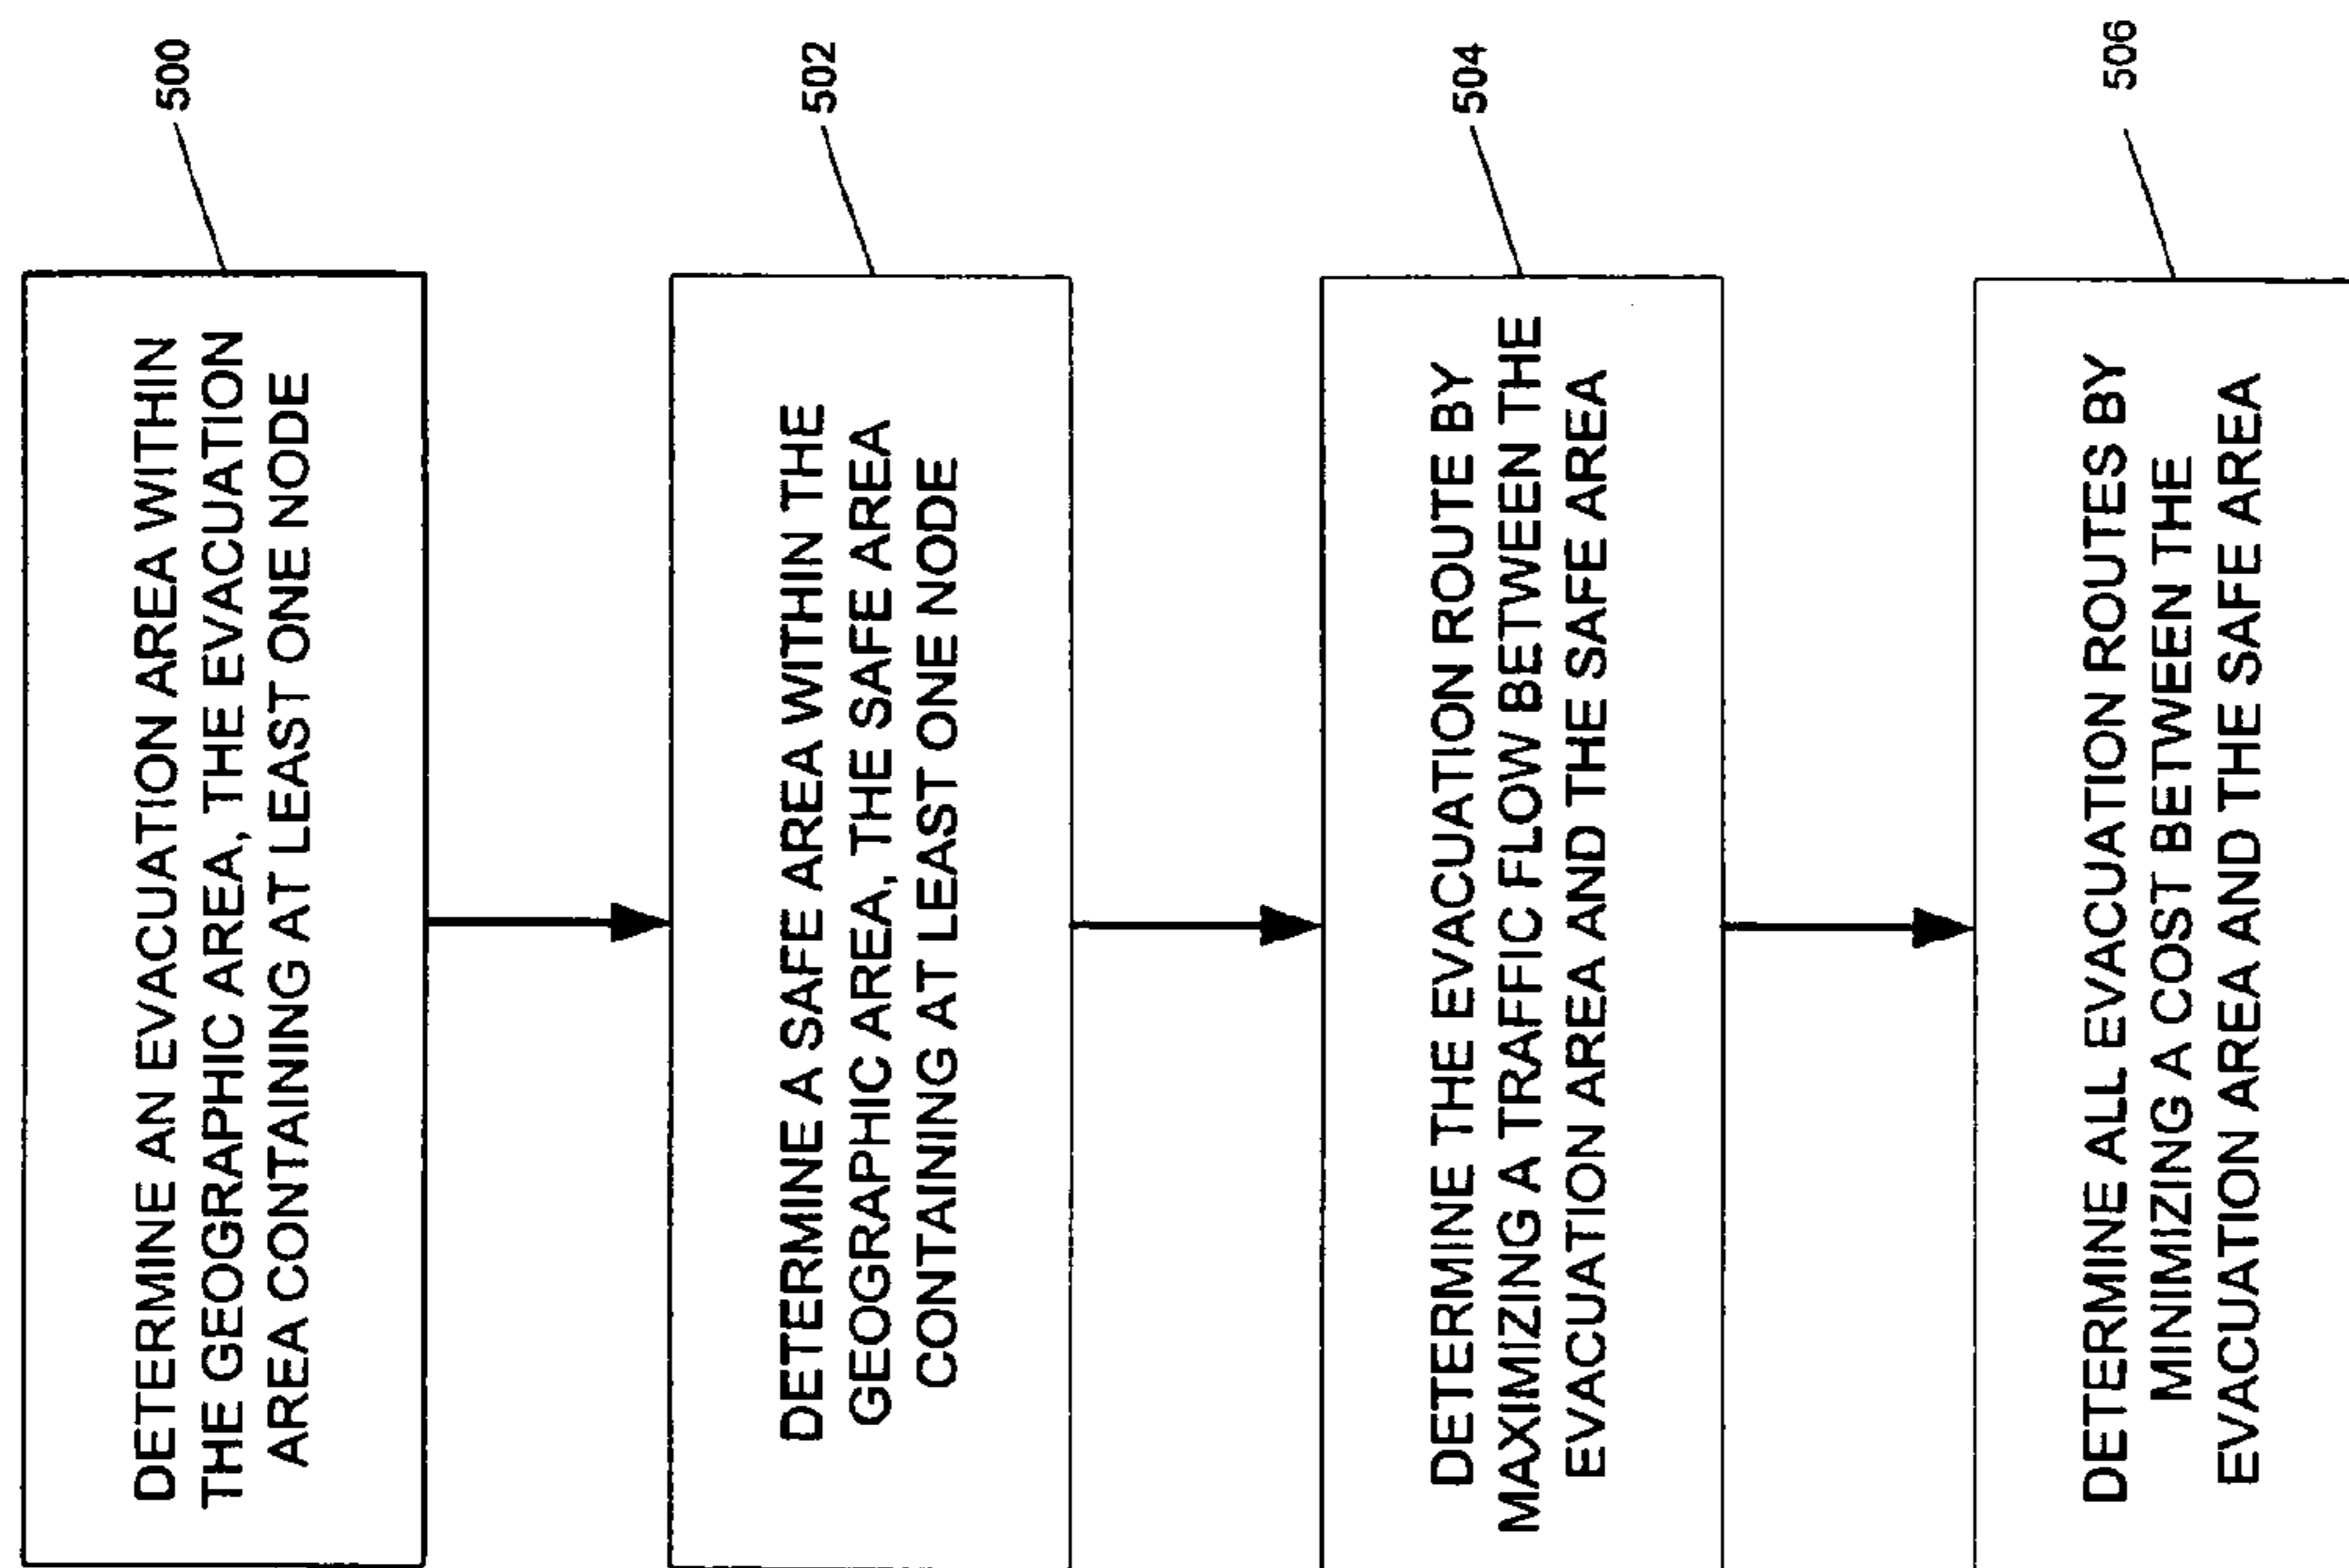 DETERMINE AN EVACUATION AREA WITHIN
THE GEOGRAPHIC AREA, THE EVACUATION
AREA CONTAINING AT LEAST ONE NODE
500
DETERMINE A SAFE AREA WITHIN THE
GEOGRAPHIC AREA, THE SAFE AREA
CONTAINING AT LEAST ONE NODE
502
DETERMINE THE EVACUATION ROUTE BY
MAXIMIZING A TRAFFIC FLOW BETWEEN THE
EVACUATION AREA AND THE SAFE AREA
504
DETERMINE ALL EVACUATION ROUTES BY
MINIMIZING A COST BETWEEN THE
EVACUATION AREA AND THE SAFE AREA
506